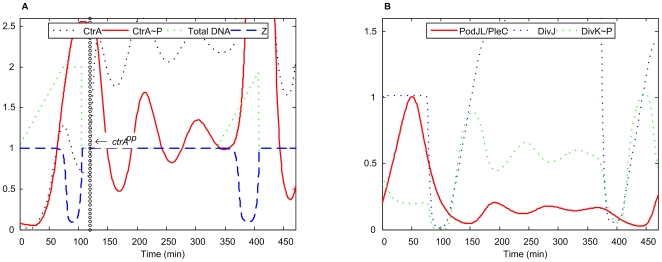 A
CtrA CtrA~P Total DNA Z
2.5
2
1.5
1
0.5
0
← ctrA^op
0 50 100 150 200 250 300 350 400 450
Time (min)
B
PodJL/PleC DivJ DivK~P
1.5
1
0.5
0
0 50 100 150 200 250 300 350 400 450
Time (min)